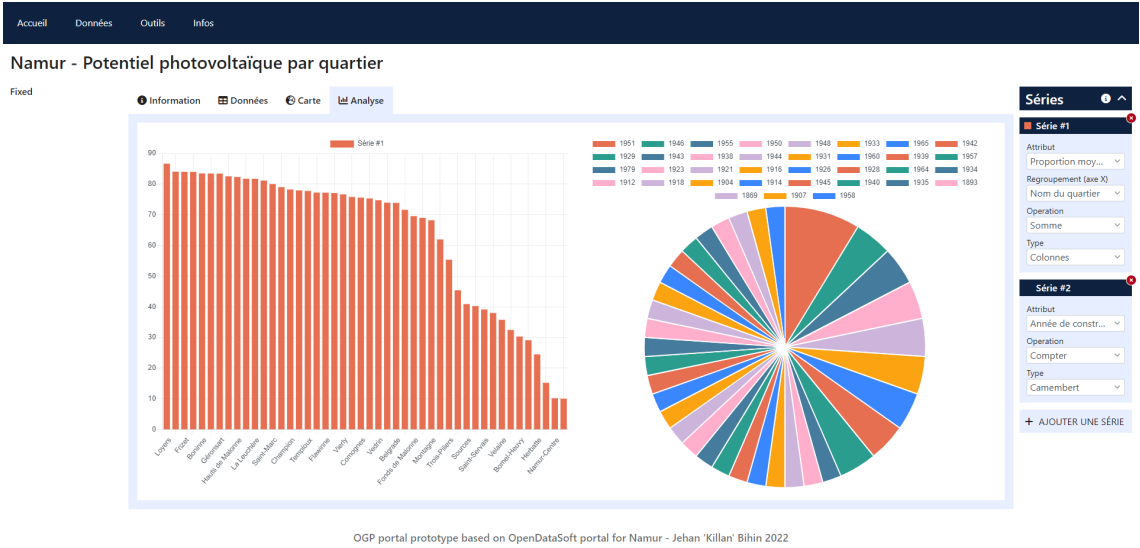 Accueil Données Outils Infos
Namur - Potentiel photovoltaïque par quartier
Fixed
Information Données Carte Analyse
Série #1
90
80
70
60
50
40
30
20
10
0
Loyers Frizet Boninne Géronsart Hauts de Malonne La Leuchère Saint-Marc Champion Temploux Flawinne Vierly Comognes Vedrin Belgrade Fonds de Malonne Montagne Trois-Piliers Sources Saint-Servais Velaine Bomel-Heuvy Herbatte Namur-Centre
1951 1946 1955 1950 1948 1933 1965 1942
1929 1943 1938 1944 1931 1960 1939 1957
1979 1923 1921 1916 1926 1928 1964 1934
1912 1918 1904 1914 1945 1940 1935 1893
1869 1907 1958
Séries
Série #1
Attribut
Proportion moy...
Regroupement (axe X)
Nom du quartier
Operation
Somme
Type
Colonnes
Série #2
Attribut
Année de constr...
Operation
Compter
Type
Camembert
+ AJOUTER UNE SÉRIE
OGP portal prototype based on OpenDataSoft portal for Namur - Jehan 'Killan' Bihin 2022